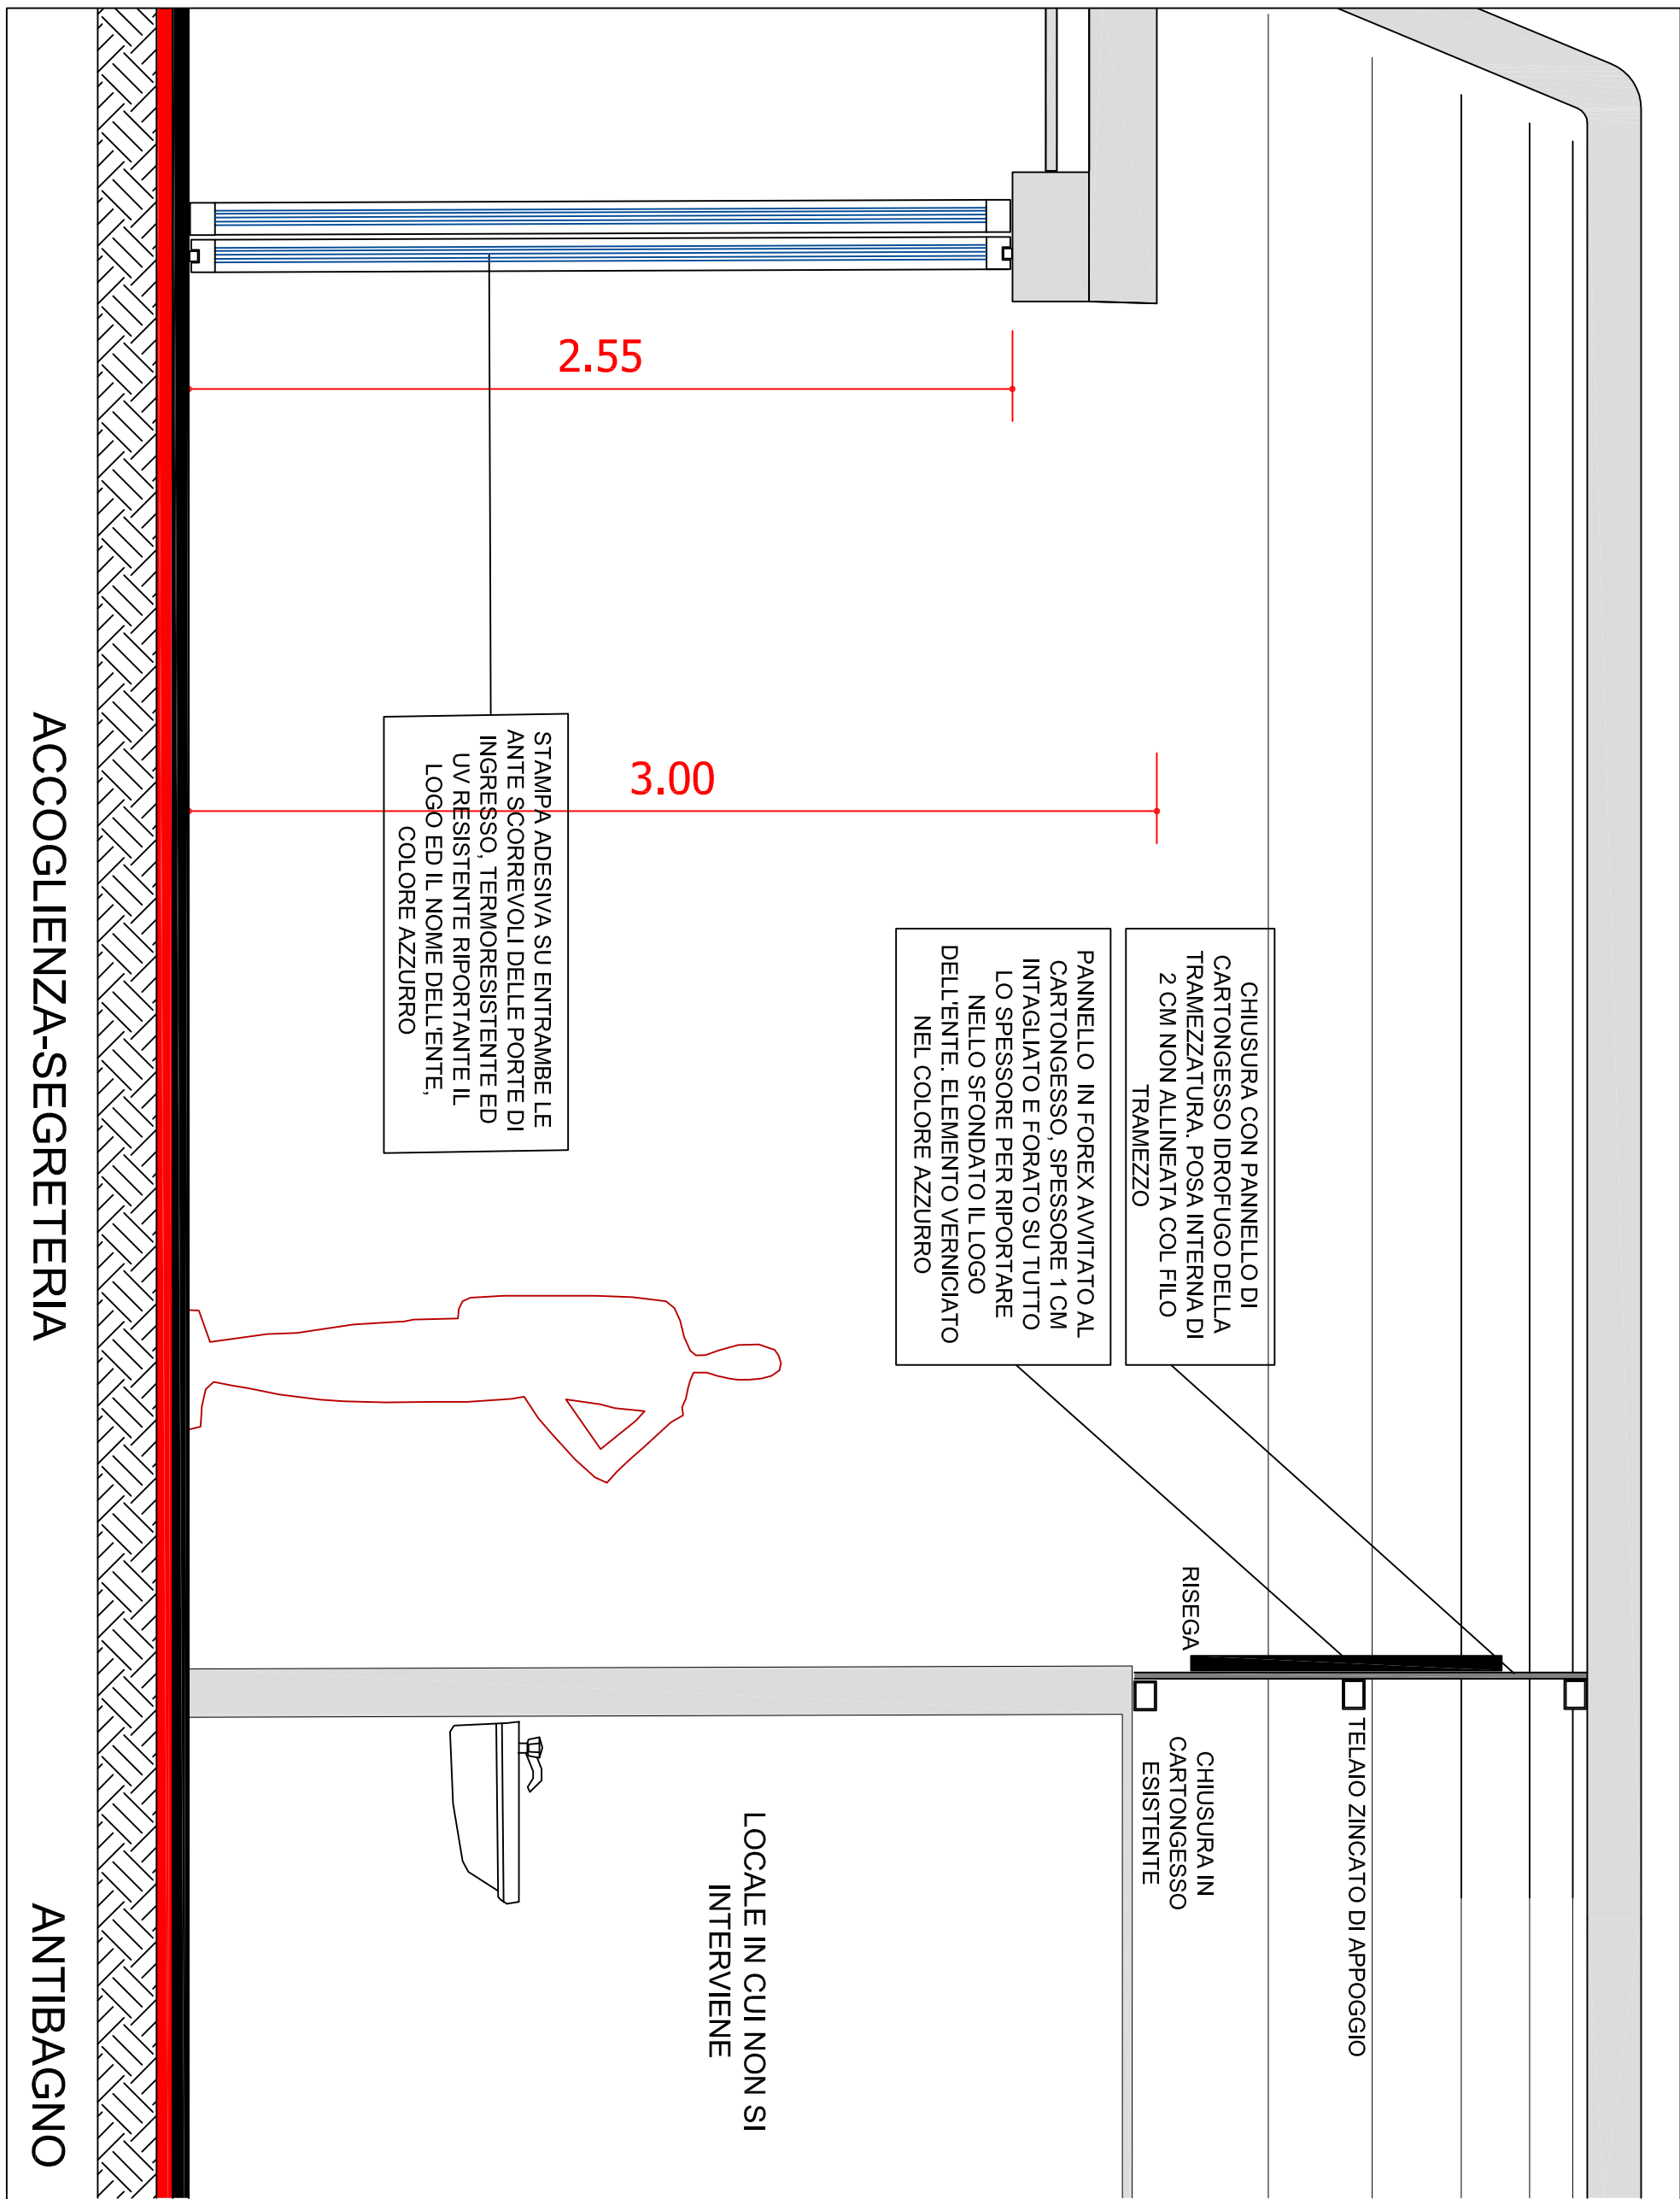 2.55
3.00
STAMPA ADESIVA SU ENTRAMBE LE
ANTE SCORREVOLI DELLE PORTE DI
INGRESSO, TERMORESISTENTE ED
UV RESISTENTE RIPORTANTE IL
LOGO ED IL NOME DELL'ENTE,
COLORE AZZURRO
CHIUSURA CON PANNELLO DI
CARTONGESSO IDROFUGO DELLA
TRAMEZZATURA. POSA INTERNA DI
2 CM NON ALLINEATA COL FILO
TRAMEZZO
PANNELLO IN FOREX AVVITATO AL
CARTONGESSO, SPESSORE 1 CM
INTAGLIATO E FORATO SU TUTTO
LO SPESSORE PER RIPORTARE
NELLO SFONDATO IL LOGO
DELL'ENTE. ELEMENTO VERNICIATO
NEL COLORE AZZURRO
RISEGA
TELAIO ZINCATO DI APPOGGIO
CHIUSURA IN
CARTONGESSO
ESISTENTE
LOCALE IN CUI NON SI
INTERVIENE
ACCOGLIENZA-SEGRETERIA
ANTIBAGNO